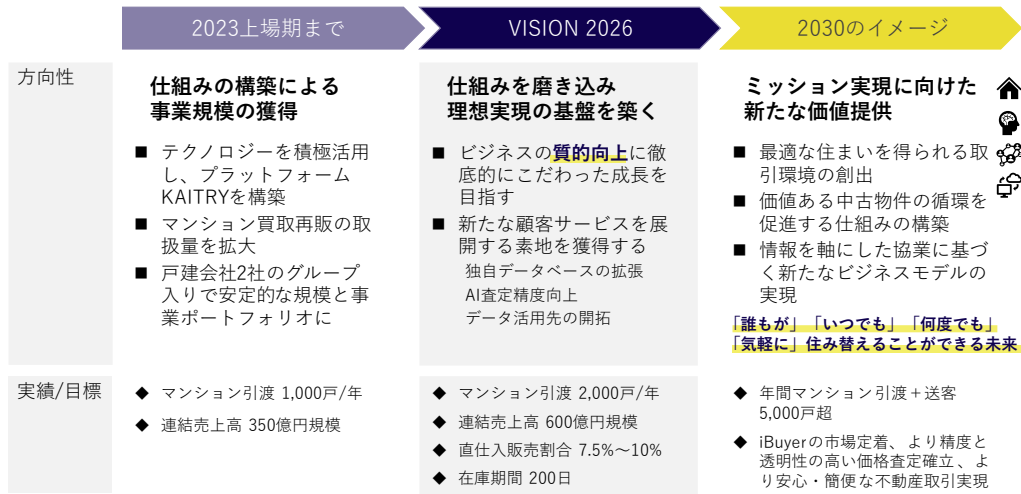 2023上場期まで
VISION 2026
2030のイメージ
方向性
仕組みの構築による
事業規模の獲得
■ テクノロジーを積極活用
し、プラットフォーム
KAITRYを構築
■ マンション買取再販の取
扱量を拡大
■ 戸建会社2社のグループ
入りで安定的な規模と事
業ポートフォリオに
仕組みを磨き込み
理想実現の基盤を築く
■ ビジネスの質的向上に徹
底的にこだわった成長を
目指す
■ 新たな顧客サービスを展
開する素地を獲得する
独自データベースの拡張
AI査定精度向上
データ活用先の開拓
ミッション実現に向けた
新たな価値提供
■ 最適な住まいを得られる取
引環境の創出
■ 価値ある中古物件の循環を
促進する仕組みの構築
■ 情報を軸にした協業に基づ
く新たなビジネスモデルの
実現
「誰もが」「いつでも」「何度でも」
「気軽に」住み替えることができる未来
実績/目標
◆ マンション引渡 1,000戸/年
◆ 連結売上高 350億円規模
◆ マンション引渡 2,000戸/年
◆ 連結売上高 600億円規模
◆ 直仕入販売割合 7.5%～10%
◆ 在庫期間 200日
◆ 年間マンション引渡＋送客
5,000戸超
◆ iBuyerの市場定着、より精度と
透明性の高い価格査定確立、よ
り安心・簡便な不動産取引実現